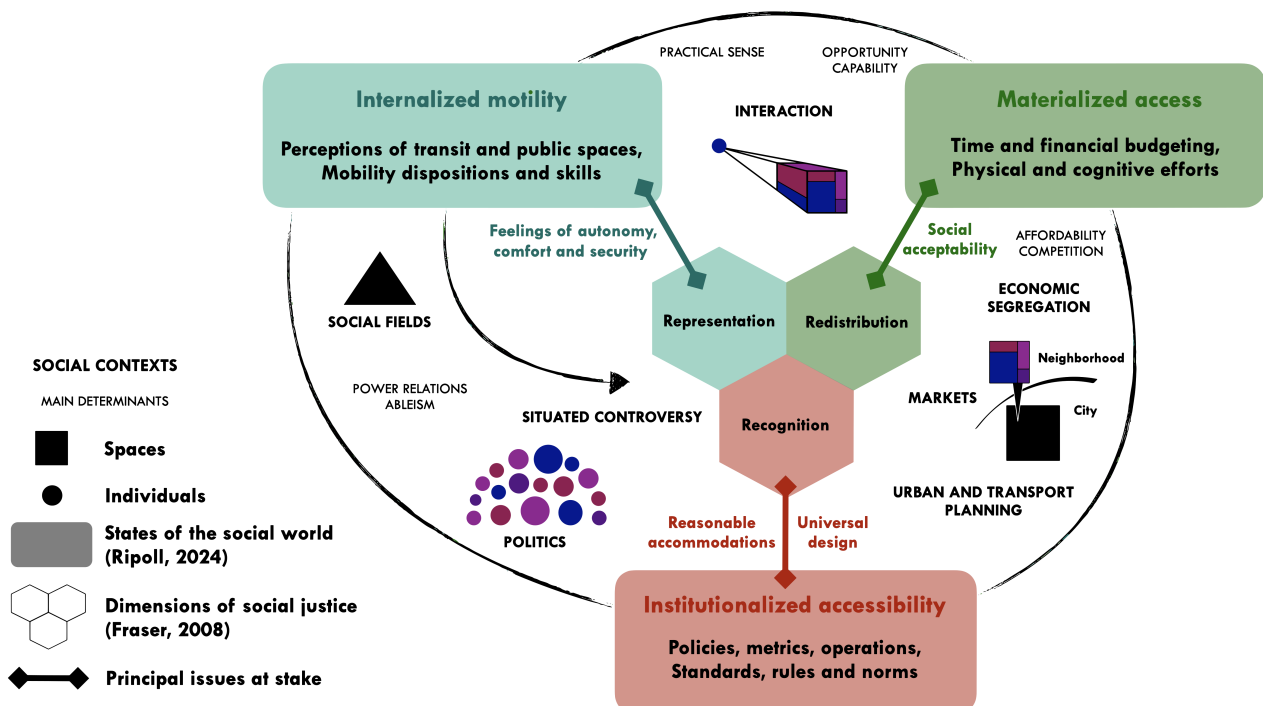 PRACTICAL SENSE
OPPORTUNITY
CAPABILITY
Internalized motility
Perceptions of transit and public spaces,
Mobility dispositions and skills
INTERACTION
Materialized access
Time and financial budgeting,
Physical and cognitive efforts
Feelings of autonomy,
comfort and security
Social
acceptability
AFFORDABILITY
COMPETITION
SOCIAL FIELDS
Representation
Redistribution
ECONOMIC
SEGREGATION
Neighborhood
MARKETS
City
SOCIAL CONTEXTS
MAIN DETERMINANTS
POWER RELATIONS
ABLEISM
SITUATED CONTROVERSY
Recognition
Spaces
Individuals
States of the social world
(Ripoll, 2024)
Dimensions of social justice
(Fraser, 2008)
Principal issues at stake
POLITICS
Reasonable
accommodations
Universal
design
URBAN AND TRANSPORT
PLANNING
Institutionalized accessibility
Policies, metrics, operations,
Standards, rules and norms